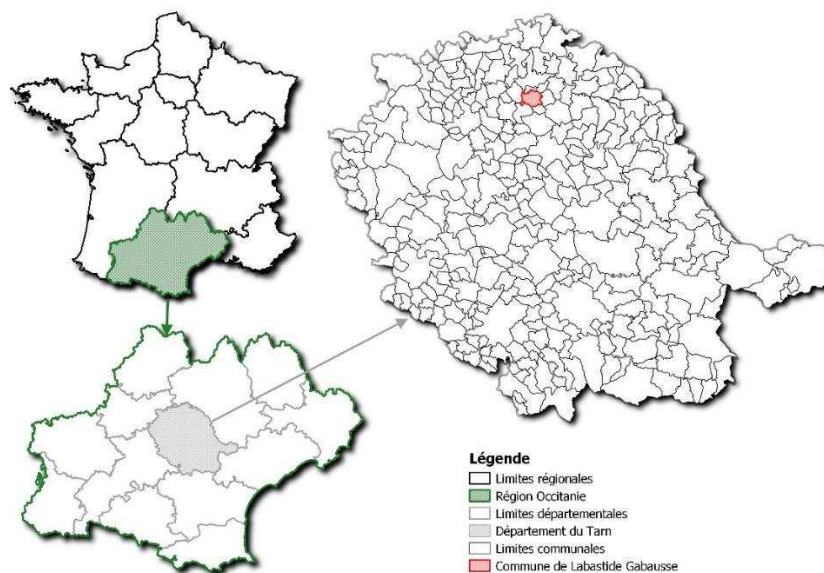 Légende
Limites régionales
Région Occitanie
Limites départementales
Département du Tarn
Limites communales
Commune de Labastide Gabausse